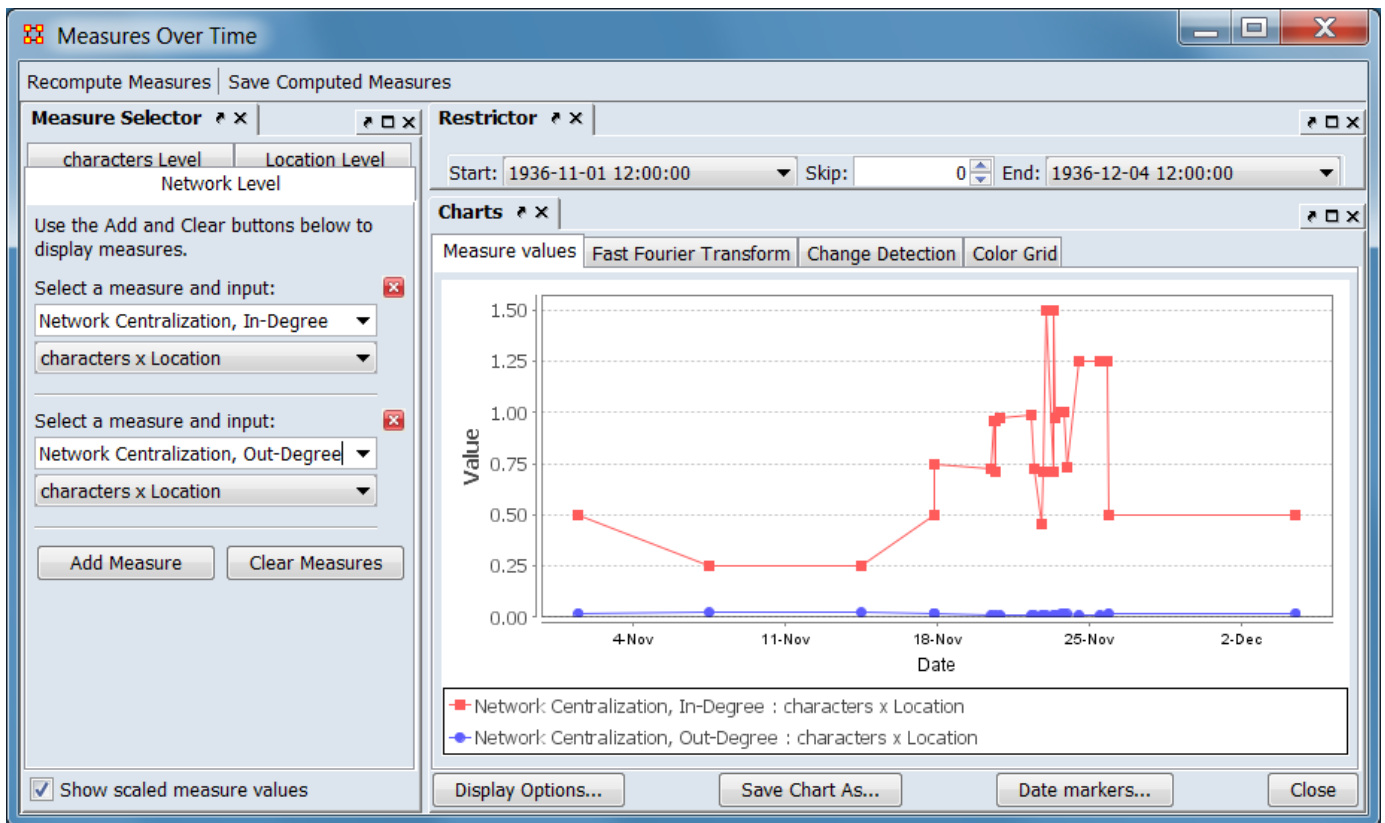 Measures Over Time
Recompute Measures
Save Computed Measures
Measure Selector
characters Level
Location Level
Network Level
Use the Add and Clear buttons below to
display measures.
Select a measure and input:
Network Centralization, In-Degree
characters x Location
Select a measure and input:
Network Centralization, Out-Degree
characters x Location
Add Measure
Clear Measures
Show scaled measure values
Restrictor
Start: 1936-11-01 12:00:00 Skip: 0 End: 1936-12-04 12:00:00
Charts
Measure values
Fast Fourier Transform
Change Detection
Color Grid
Value
1.50
1.25
1.00
0.75
0.50
0.25
0.00
4-Nov
11-Nov
18-Nov
25-Nov
2-Dec
Date
Network Centralization, In-Degree : characters x Location
Network Centralization, Out-Degree : characters x Location
Display Options...
Save Chart As...
Date markers...
Close